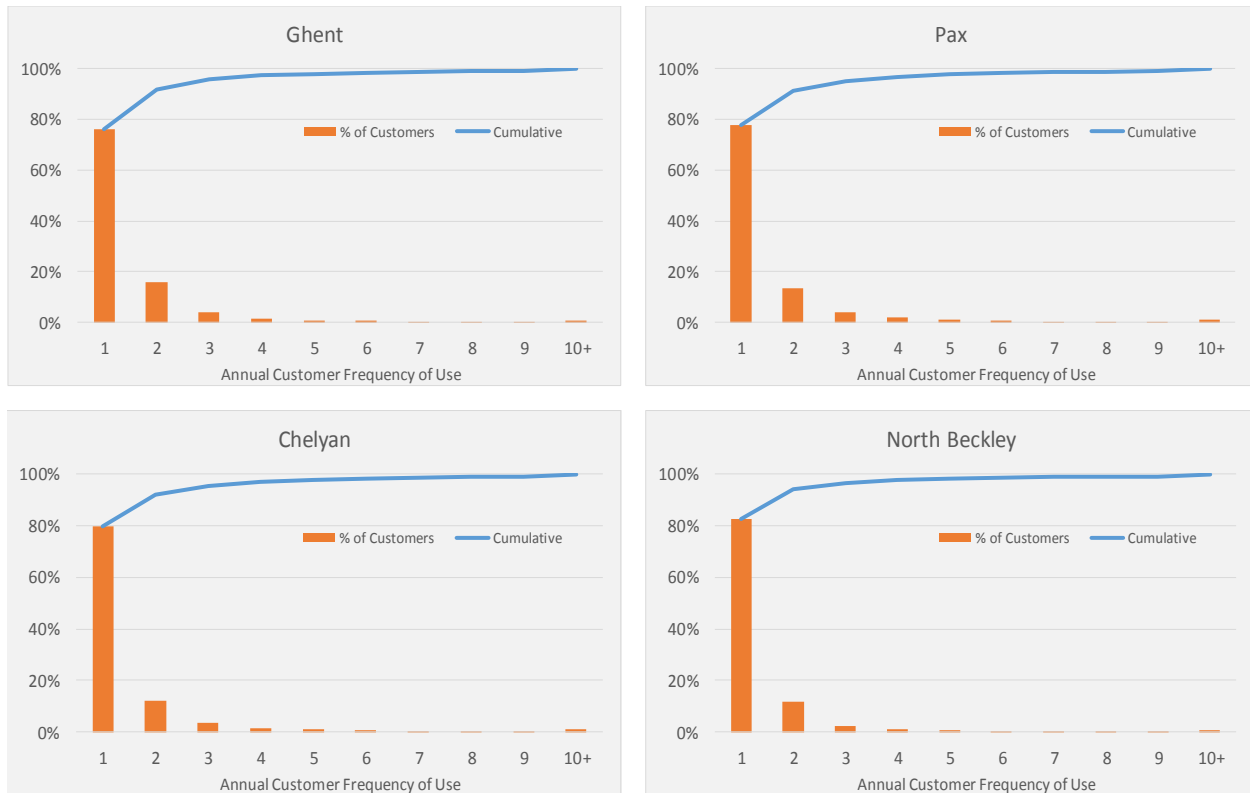 Ghent
100%
80%
60%
40%
20%
0%
% of Customers Cumulative
1 2 3 4 5 6 7 8 9 10+
Annual Customer Frequency of Use
Pax
100%
80%
60%
40%
20%
0%
% of Customers Cumulative
1 2 3 4 5 6 7 8 9 10+
Annual Customer Frequency of Use
Chelyan
100%
80%
60%
40%
20%
0%
% of Customers Cumulative
1 2 3 4 5 6 7 8 9 10+
Annual Customer Frequency of Use
North Beckley
100%
80%
60%
40%
20%
0%
% of Customers Cumulative
1 2 3 4 5 6 7 8 9 10+
Annual Customer Frequency of Use